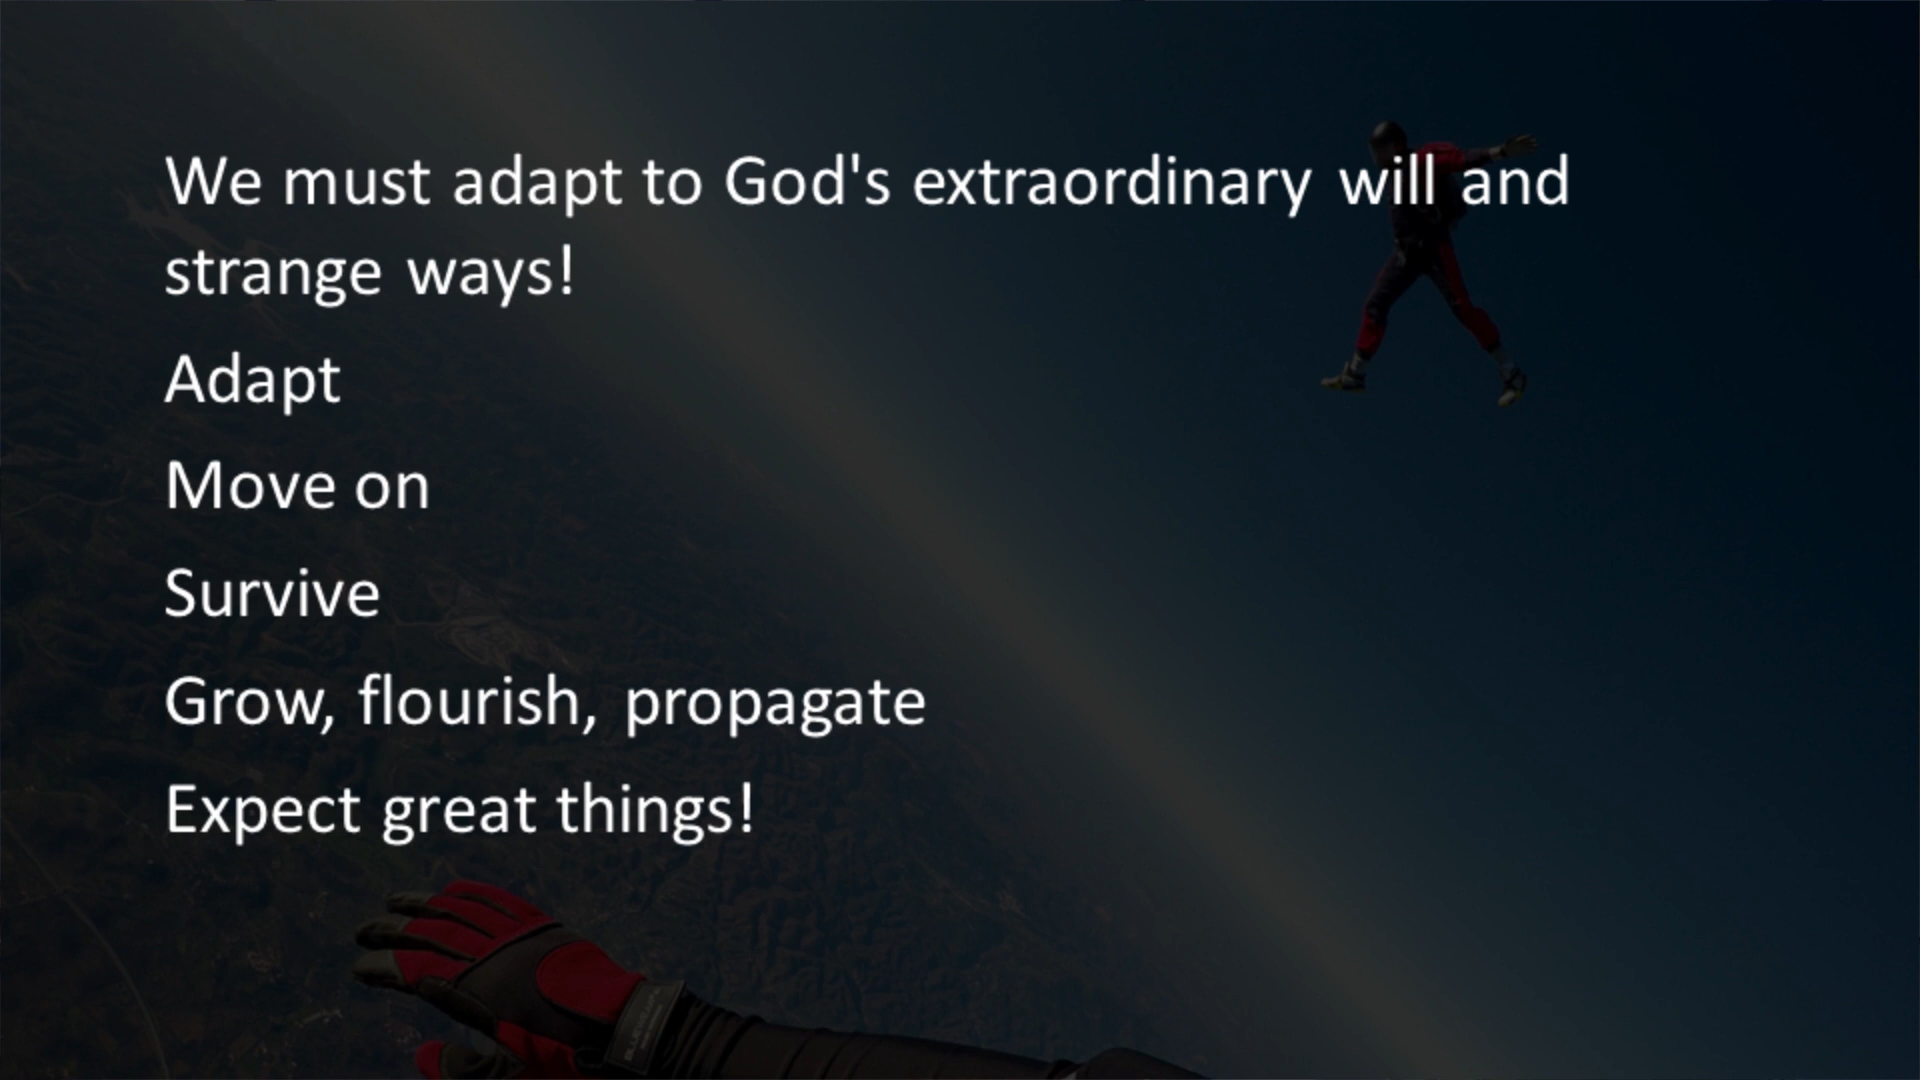 We must adapt to God's extraordinary will and
strange ways!
Adapt
Move on
Survive
Grow, flourish, propagate
Expect great things!